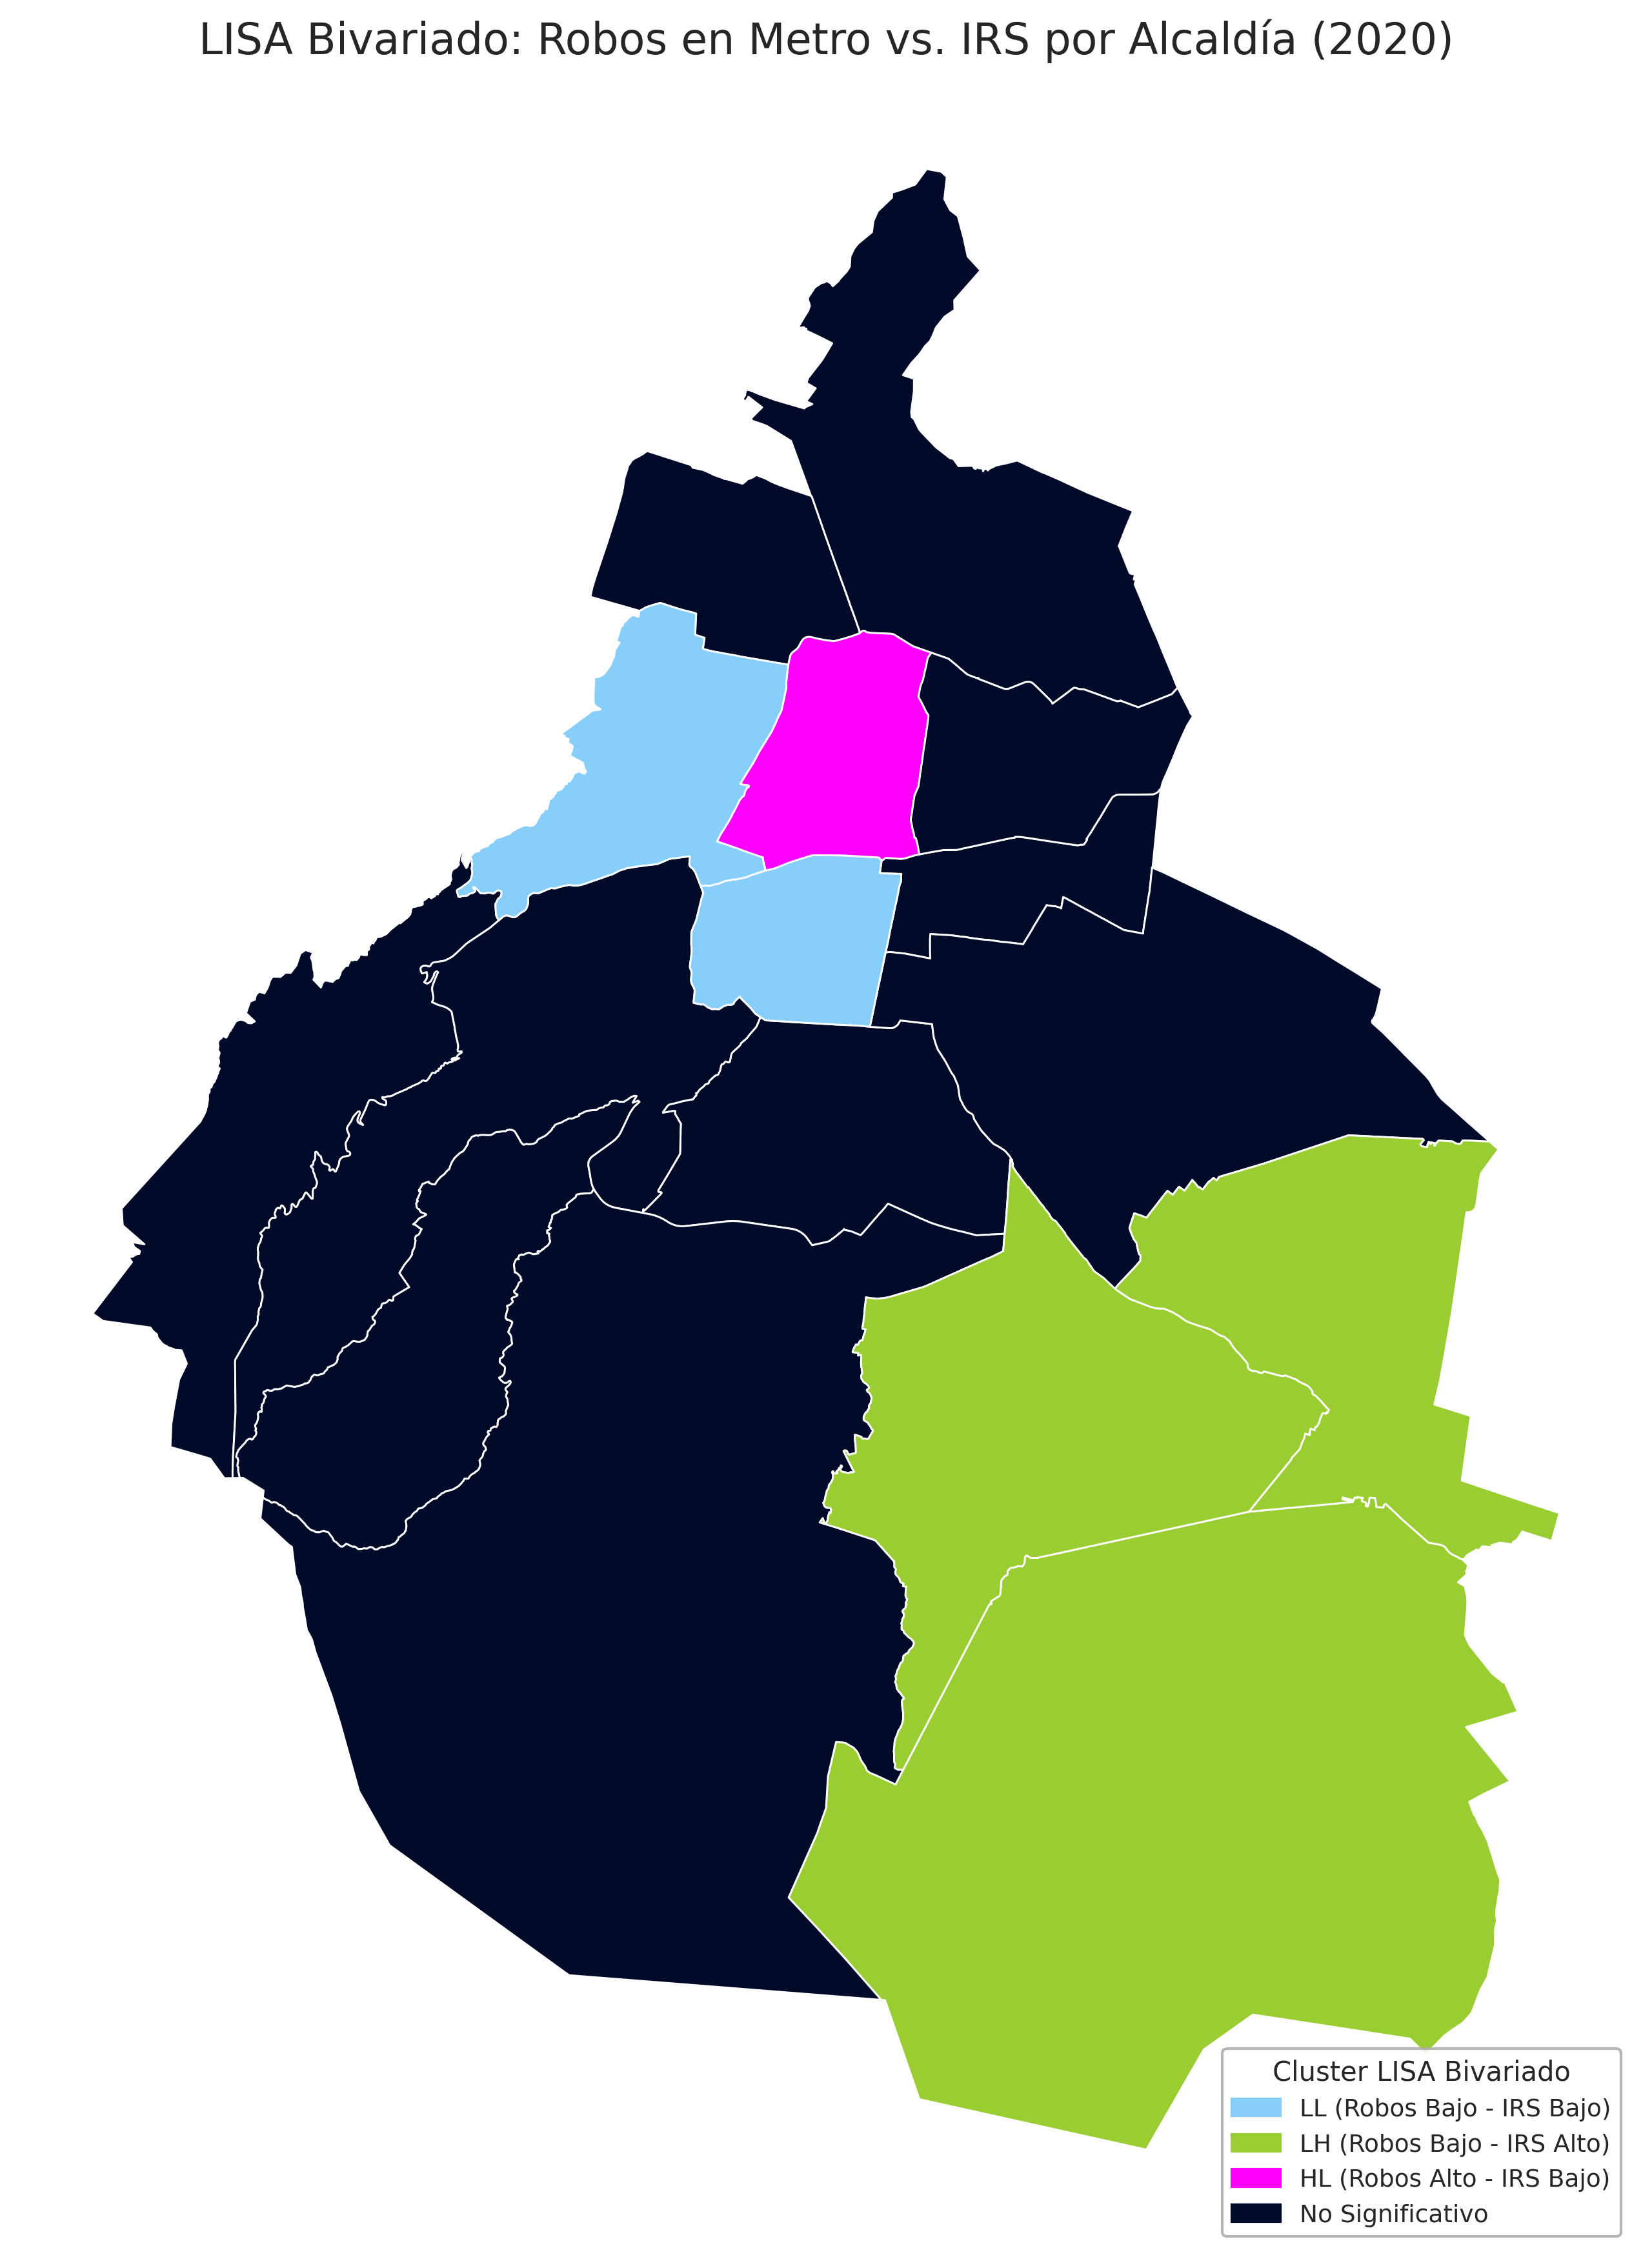 LISA Bivariado: Robos en Metro vs. IRS por Alcaldía (2020)
Cluster LISA Bivariado
LL (Robos Bajo - IRS Bajo)
LH (Robos Bajo - IRS Alto)
HL (Robos Alto - IRS Bajo)
No Significativo